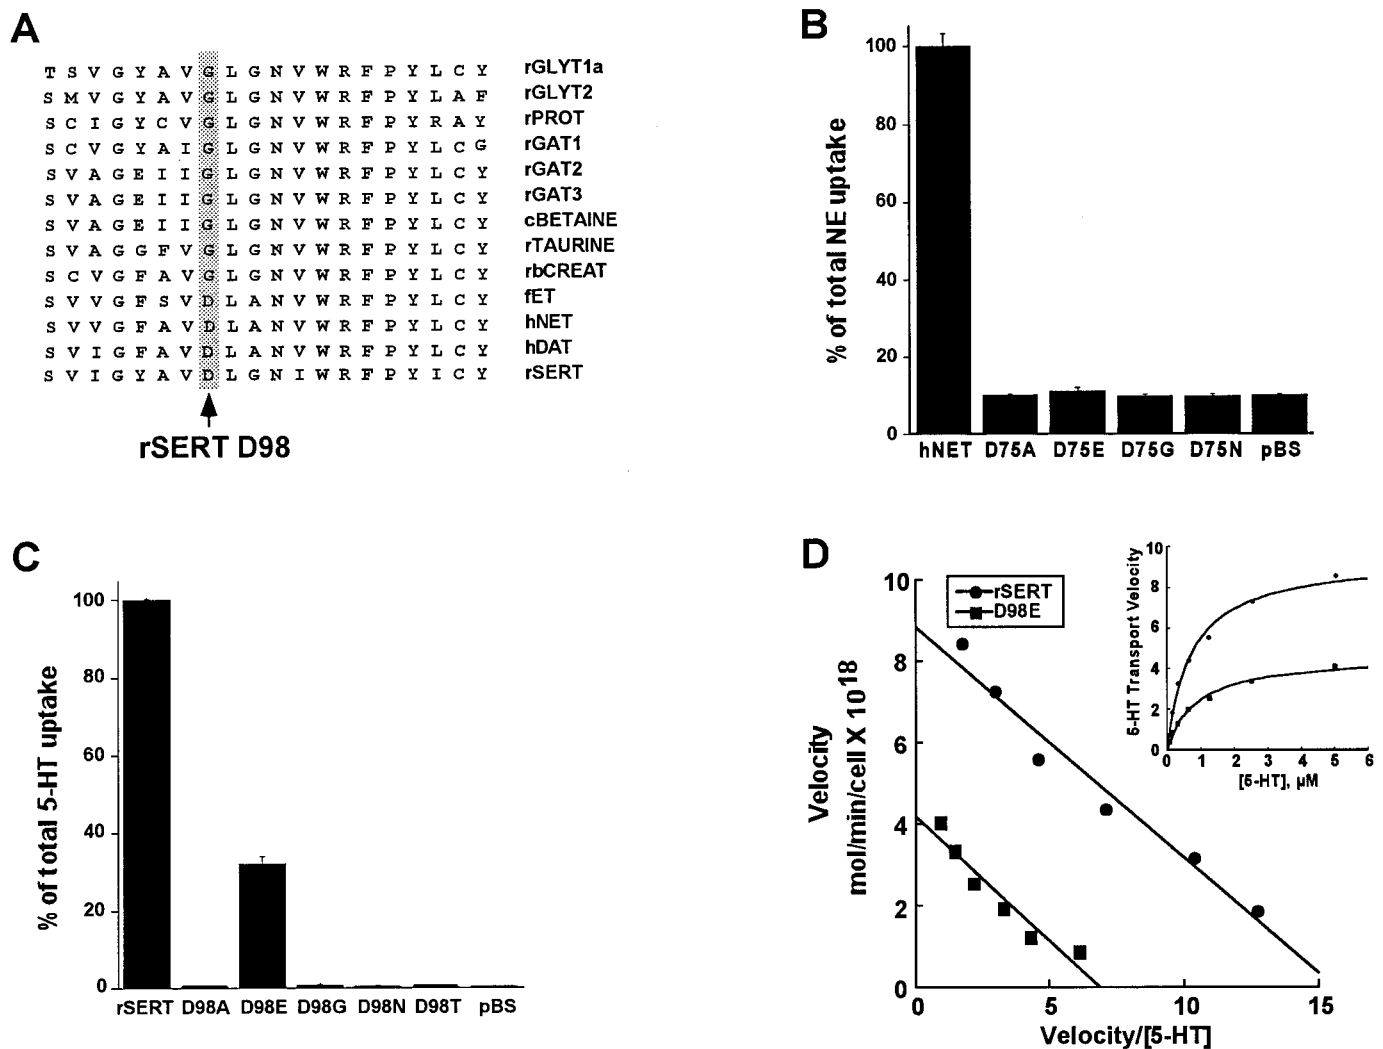 A
T S V G Y A V G L G N V W R F P Y L C Y rGLYT1a
S M V G Y A V G L G N V W R F P Y L A F rGLYT2
S C I G Y C V G L G N V W R F P Y R A Y rPROT
S C V G Y A I G L G N V W R F P Y L C G rGAT1
S V A G E I I G L G N V W R F P Y L C Y rGAT2
S V A G E I I G L G N V W R F P Y L C Y rGAT3
S V A G E I I G L G N V W R F P Y L C Y cBETAINE
S V A G G F V G L G N V W R F P Y L C Y rTAURINE
S C V G F A V G L G N V W R F P Y L C Y rbCREAT
S V V G F S V D L A N V W R F P Y L C Y fET
S V V G F A V D L A N V W R F P Y L C Y hNET
S V I G F A V D L A N V W R F P Y L C Y hDAT
S V I G Y A V D L G N I W R F P Y I C Y rSERT
rSERT D98
B
% of total NE uptake
100
80
60
40
20
0
hNET D75A D75E D75G D75N pBS
C
% of total 5-HT uptake
100
80
60
40
20
0
rSERT D98A D98E D98G D98N D98T pBS
D
Velocity
mol/min/cell X 10^18
10
8
6
4
2
0
0 5 10 15
Velocity/[5-HT]
rSERT
D98E
5-HT Transport Velocity
10
8
6
4
2
0
0 1 2 3 4 5 6
[5-HT], µM